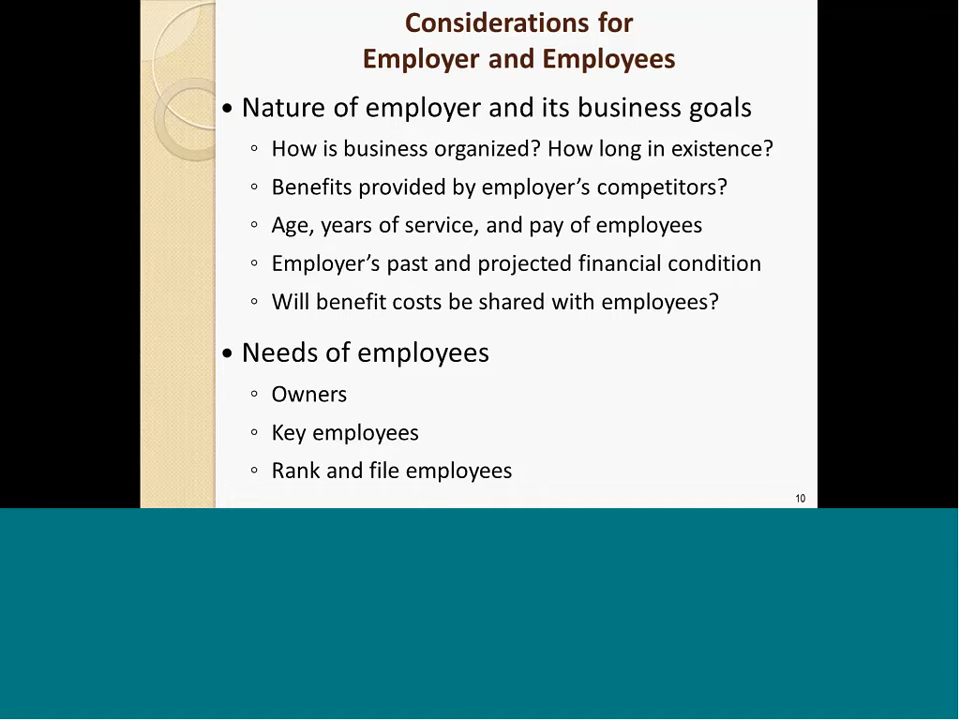 Considerations for
Employer and Employees
• Nature of employer and its business goals
◦ How is business organized? How long in existence?
◦ Benefits provided by employer’s competitors?
◦ Age, years of service, and pay of employees
◦ Employer’s past and projected financial condition
◦ Will benefit costs be shared with employees?
• Needs of employees
◦ Owners
◦ Key employees
◦ Rank and file employees
10